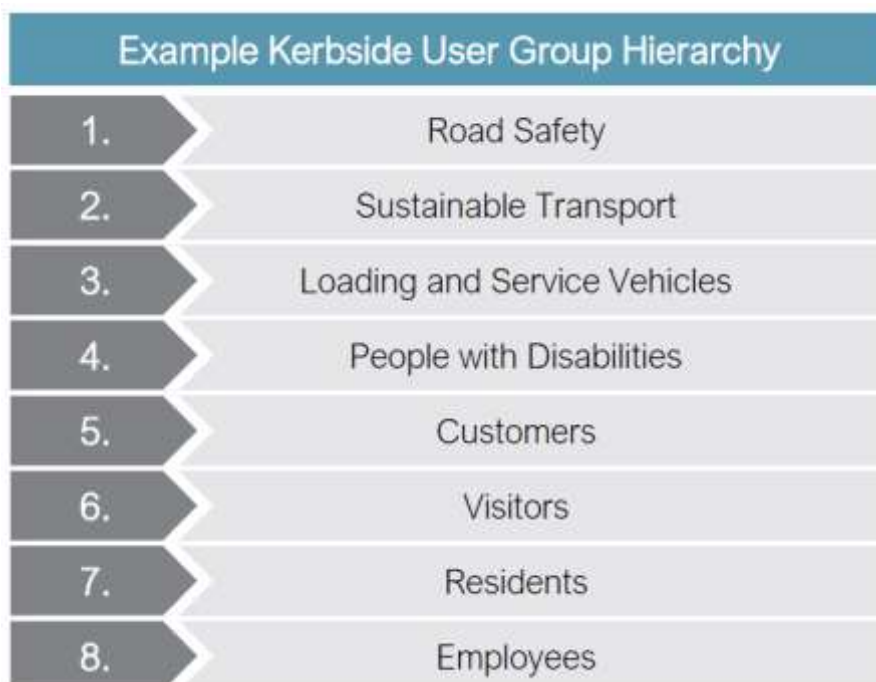 Example Kerbside User Group Hierarchy
1. Road Safety
2. Sustainable Transport
3. Loading and Service Vehicles
4. People with Disabilities
5. Customers
6. Visitors
7. Residents
8. Employees